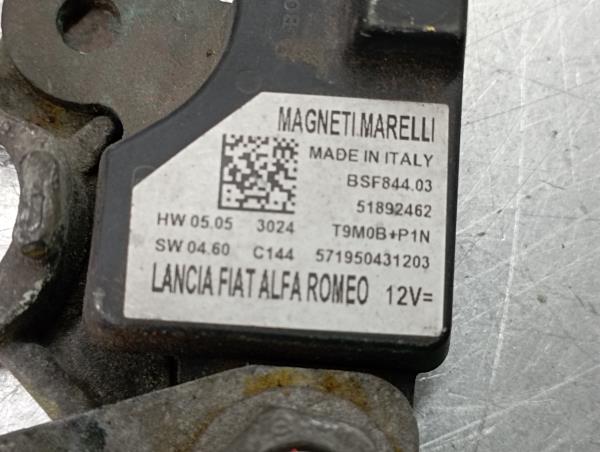 MAGNETI MARELLI
MADE IN ITALY
BSF844.03
51892462
HW 05.05 3024 T9M0B+P1N
SW 04.60 C144 571950431203
LANCIA FIAT ALFA ROMEO 12V=